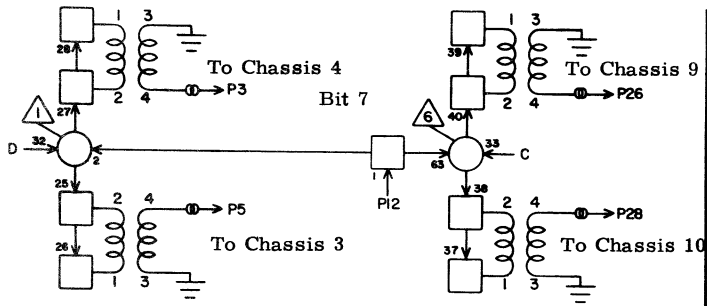 1 3
28
To Chassis 4
2 4
P3
27
1
Bit 7
D 32
2
25
2 4
P5
26
To Chassis 3
1 3
1
P12
1 3
39
To Chassis 9
2 4
P26
40
6
63
33 C
38
2 4
P28
37
To Chassis 10
1 3